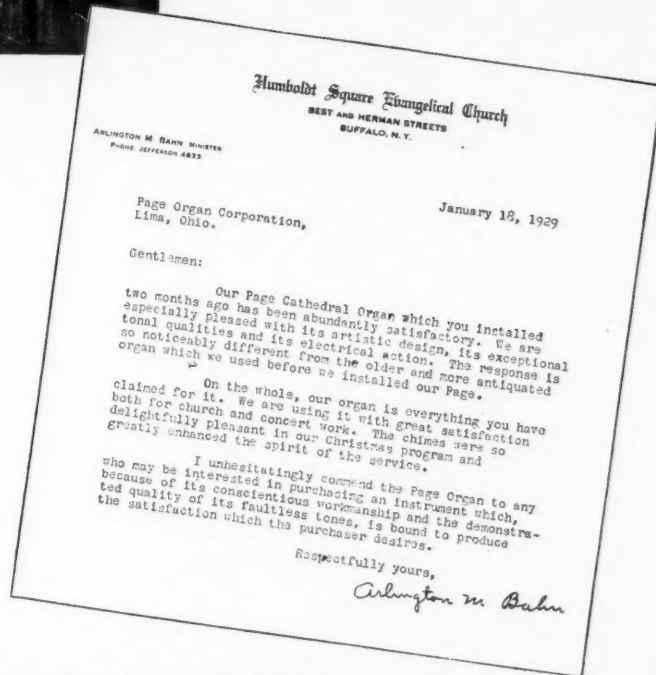 Humboldt Square Evangelical Church
BEST AND HERMAN STREETS
BUFFALO, N. Y.
ARLINGTON M BAHN MINISTER
PHONE JEFFERSON 4833
January 18, 1929
Page Organ Corporation,
Lima, Ohio.
Gentlemen:
Our Page Cathedral Organ which you installed
two months ago has been abundantly satisfactory. We are
especially pleased with its artistic design, its exceptional
tonal qualities and its electrical action. The response is
so noticeably different from the older and more antiquated
organ which we used before we installed our Page.
On the whole, our organ is everything you have
claimed for it. We are using it with great satisfaction
both for church and concert work. The chimes were so
delightfully pleasant in our Christmas program and
greatly enhanced the spirit of the service.
I unhesitatingly commend the Page Organ to any
who may be interested in purchasing an instrument which,
because of its conscientious workmanship and the demonstra-
ted quality of its faultless tones, is bound to produce
the satisfaction which the purchaser desires.
Respectfully yours,
Arlington M Bahn